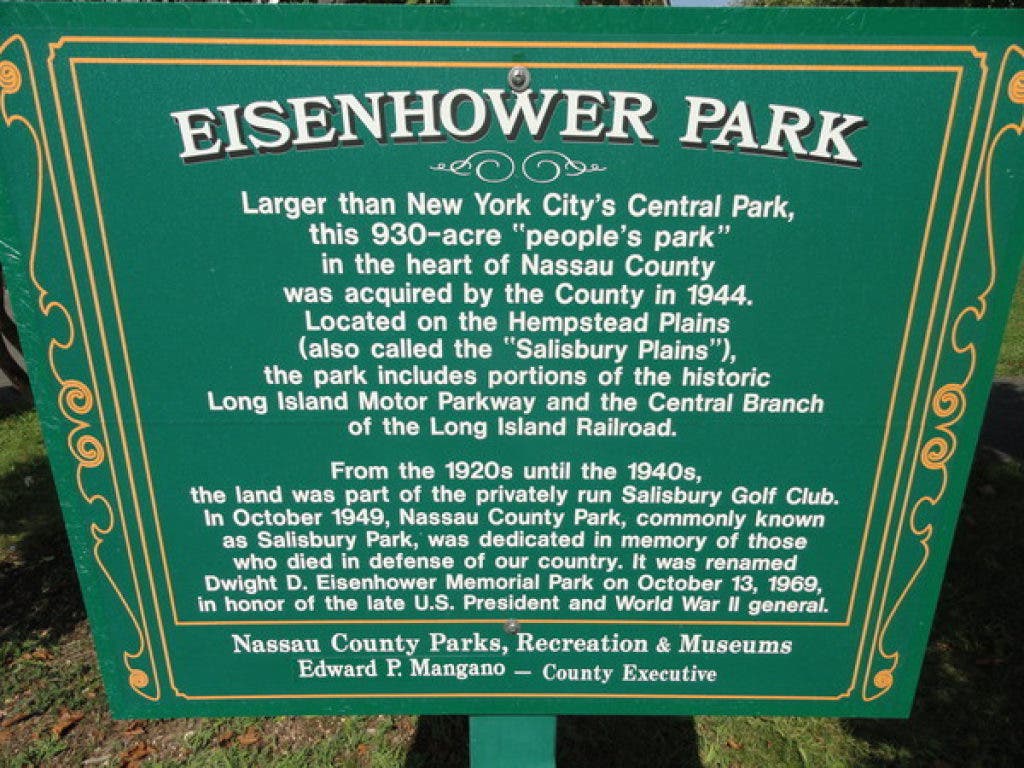 EISENHOWER PARK
Larger than New York City's Central Park,
this 930-acre "people's park"
in the heart of Nassau County
was acquired by the County in 1944.
Located on the Hempstead Plains
(also called the "Salisbury Plains"),
the park includes portions of the historic
Long Island Motor Parkway and the Central Branch
of the Long Island Railroad.
From the 1920s until the 1940s,
the land was part of the privately run Salisbury Golf Club.
In October 1949, Nassau County Park, commonly known
as Salisbury Park, was dedicated in memory of those
who died in defense of our country. It was renamed
Dwight D. Eisenhower Memorial Park on October 13, 1969,
in honor of the late U.S. President and World War II general.
Nassau County Parks, Recreation & Museums
Edward P. Mangano — County Executive